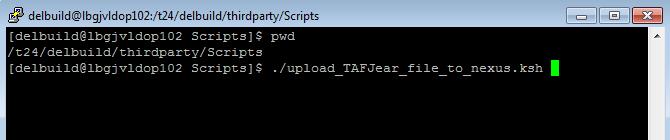 delbuild@lbgjvldop102:/t24/delbuild/thirdparty/Scripts
[delbuild@lbgjvldop102 Scripts]$ pwd
/t24/delbuild/thirdparty/Scripts
[delbuild@lbgjvldop102 Scripts]$ ./upload_TAFJear_file_to_nexus.ksh